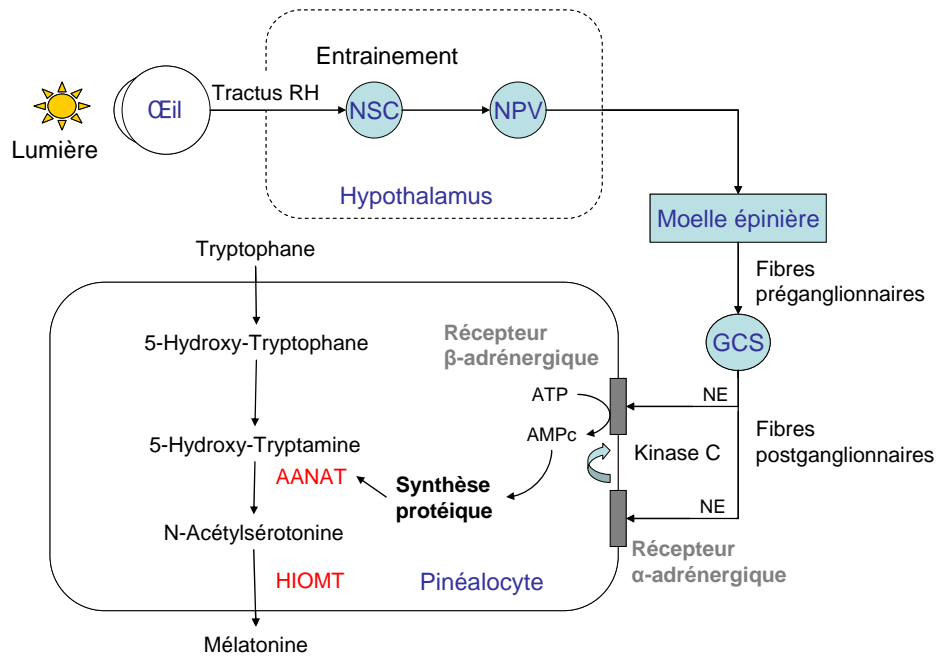 Entrainement
Tractus RH
Œil
NSC
NPV
Lumière
Hypothalamus
Moelle épinière
Tryptophane
Fibres
préganglionnaires
5-Hydroxy-Tryptophane
Récepteur
β-adrénergique
GCS
ATP
NE
AMPc
Fibres
postganglionnaires
Kinase C
5-Hydroxy-Tryptamine
AANAT
Synthèse
protéique
NE
N-Acétylsérotonine
Récepteur
α-adrénergique
HIOMT
Pinéalocyte
Mélatonine